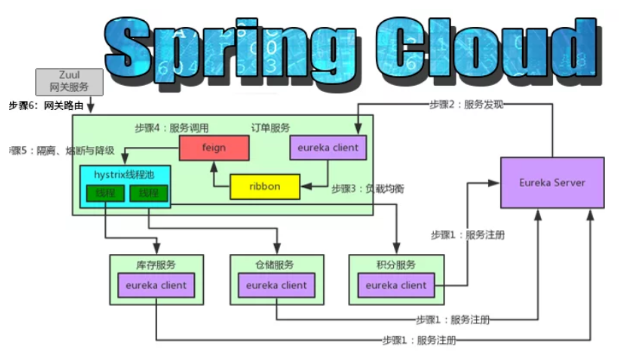 Spring Cloud
Zuul
网关服务
步骤6：网关路由
步骤2：服务发现
步骤4：服务调用
订单服务
feign
eureka client
步骤5：隔离、熔断与降级
hystrix线程池
线程
线程
ribbon
步骤3：负载均衡
Eureka Server
步骤1：服务注册
库存服务
eureka client
仓储服务
eureka client
积分服务
eureka client
步骤1：服务注册
步骤1：服务注册